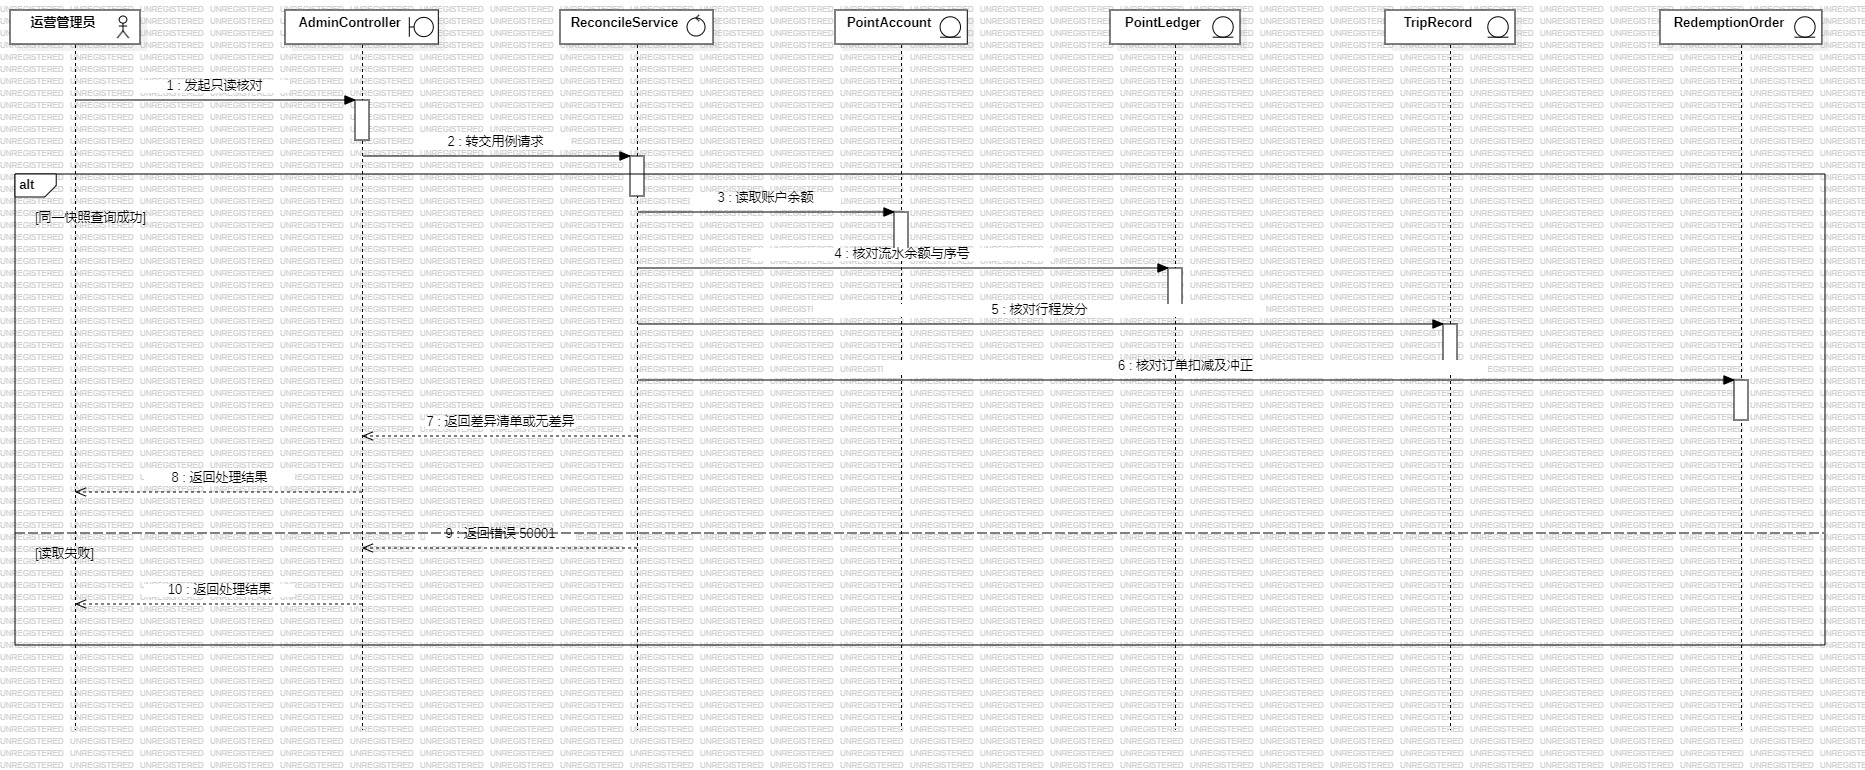 运营管理员
AdminController
ReconcileService
PointAccount
PointLedger
TripRecord
RedemptionOrder
1 : 发起只读核对
2 : 转交用例请求
alt
3 : 读取账户余额
[同一快照查询成功]
4 : 核对流水余额与序号
5 : 核对行程发分
6 : 核对订单扣减及冲正
7 : 返回差异清单或无差异
8 : 返回处理结果
9 : 返回错误 50001
[读取失败]
10 : 返回处理结果
UNREGISTERED